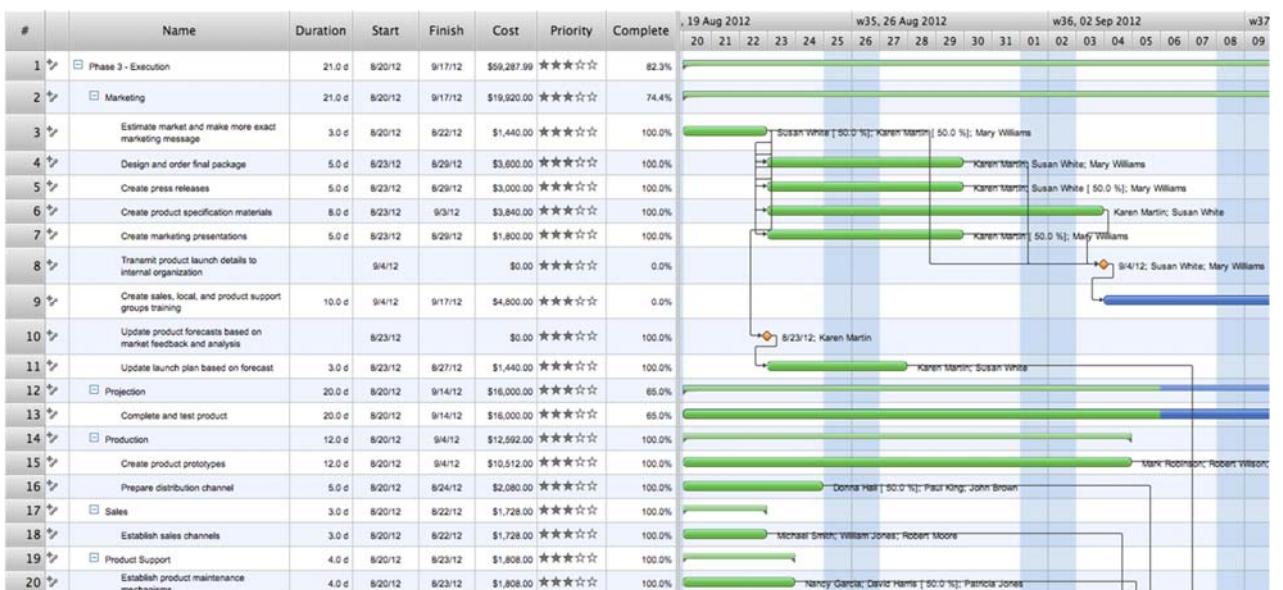 # Name Duration Start Finish Cost Priority Complete
, 19 Aug 2012 w35, 26 Aug 2012 w36, 02 Sep 2012 w37
20 21 22 23 24 25 26 27 28 29 30 31 01 02 03 04 05 06 07 08 09
1 Phase 3 - Execution 21.0 d 8/20/12 9/17/12 $59,287.99 ★★★☆☆ 82.3%
2 Marketing 21.0 d 8/20/12 9/17/12 $19,920.00 ★★★☆☆ 74.4%
3 Estimate market and make more exact
marketing message 3.0 d 8/20/12 8/22/12 $1,440.00 ★★★☆☆ 100.0% Susan White [ 50.0 %]; Karen Martin [ 50.0 %]; Mary Williams
4 Design and order final package 5.0 d 8/23/12 8/29/12 $3,600.00 ★★★☆☆ 100.0% Karen Martin; Susan White; Mary Williams
5 Create press releases 5.0 d 8/23/12 8/29/12 $3,000.00 ★★★☆☆ 100.0% Karen Martin; Susan White [ 50.0 %]; Mary Williams
6 Create product specification materials 8.0 d 8/23/12 9/3/12 $3,840.00 ★★★☆☆ 100.0% Karen Martin; Susan White
7 Create marketing presentations 5.0 d 8/23/12 8/29/12 $1,800.00 ★★★☆☆ 100.0% Karen Martin [ 50.0 %]; Mary Williams
8 Transmit product launch details to
internal organization 9/4/12 $0.00 ★★★☆☆ 0.0% 9/4/12; Susan White; Mary Williams
9 Create sales, local, and product support
groups training 10.0 d 9/4/12 9/17/12 $4,800.00 ★★★☆☆ 0.0%
10 Update product forecasts based on
market feedback and analysis 8/23/12 $0.00 ★★★☆☆ 100.0% 8/23/12; Karen Martin
11 Update launch plan based on forecast 3.0 d 8/23/12 8/27/12 $1,440.00 ★★★☆☆ 100.0% Karen Martin; Susan White
12 Projection 20.0 d 8/20/12 9/14/12 $16,000.00 ★★★☆☆ 65.0%
13 Complete and test product 20.0 d 8/20/12 9/14/12 $16,000.00 ★★★☆☆ 65.0%
14 Production 12.0 d 8/20/12 9/4/12 $12,592.00 ★★★☆☆ 100.0%
15 Create product prototypes 12.0 d 8/20/12 9/4/12 $10,512.00 ★★★☆☆ 100.0% Mark Robinson; Robert Wilson;
16 Prepare distribution channel 5.0 d 8/20/12 8/24/12 $2,080.00 ★★★☆☆ 100.0% Donna Hall [ 50.0 %]; Paul King; John Brown
17 Sales 3.0 d 8/20/12 8/22/12 $1,728.00 ★★★☆☆ 100.0%
18 Establish sales channels 3.0 d 8/20/12 8/22/12 $1,728.00 ★★★☆☆ 100.0% Michael Smith; William Jones; Robert Moore
19 Product Support 4.0 d 8/20/12 8/23/12 $1,808.00 ★★★☆☆ 100.0%
20 Establish product maintenance
mechanisms 4.0 d 8/20/12 8/23/12 $1,808.00 ★★★☆☆ 100.0% Nancy Garcia; David Harris [ 50.0 %]; Patricia Jones